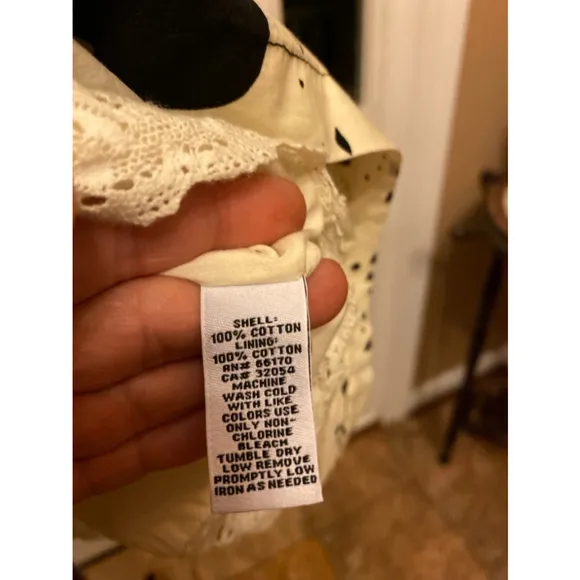 SHELL:
100% COTTON
LINING:
100% COTTON
RN# 66170
CA# 32054
MACHINE
WASH COLD
WITH LIKE
COLORS USE
ONLY NON-
CHLORINE
BLEACH
TUMBLE DRY
LOW REMOVE
PROMPTLY LOW
IRON AS NEEDED